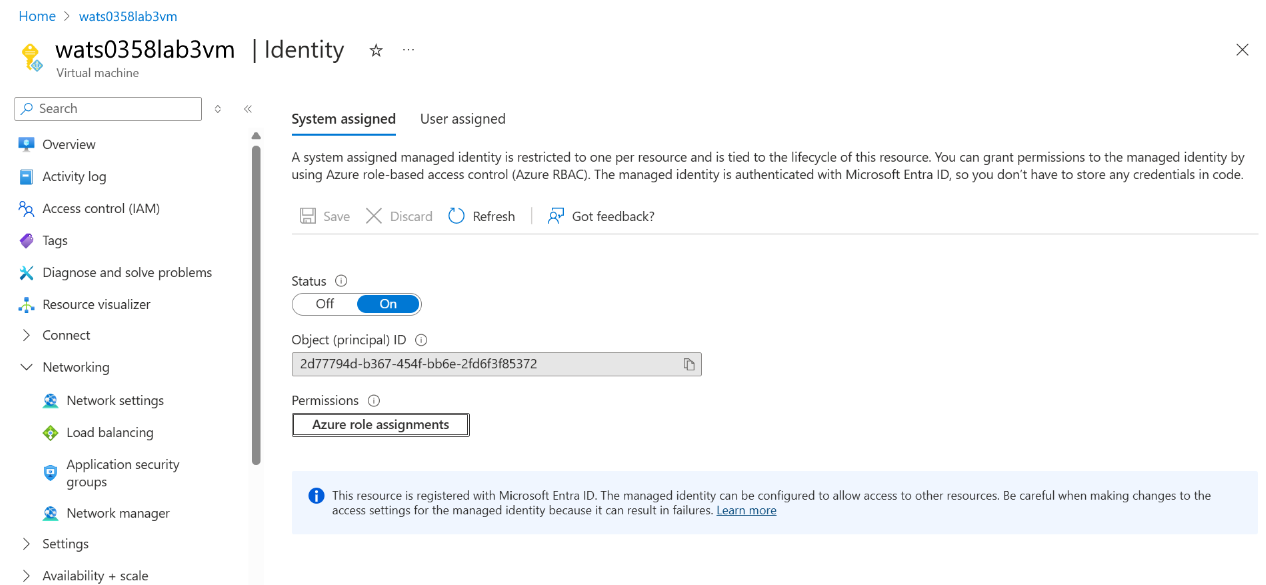 Home > wats0358lab3vm
wats0358lab3vm | Identity
Virtual machine
Search
Overview
Activity log
Access control (IAM)
Tags
Diagnose and solve problems
Resource visualizer
Connect
Networking
Network settings
Load balancing
Application security
groups
Network manager
Settings
Availability + scale
System assigned User assigned
A system assigned managed identity is restricted to one per resource and is tied to the lifecycle of this resource. You can grant permissions to the managed identity by
using Azure role-based access control (Azure RBAC). The managed identity is authenticated with Microsoft Entra ID, so you don't have to store any credentials in code.
Save Discard Refresh | Got feedback?
Status
Off On
Object (principal) ID
2d77794d-b367-454f-bb6e-2fd6f3f85372
Permissions
Azure role assignments
This resource is registered with Microsoft Entra ID. The managed identity can be configured to allow access to other resources. Be careful when making changes to the
access settings for the managed identity because it can result in failures. Learn more